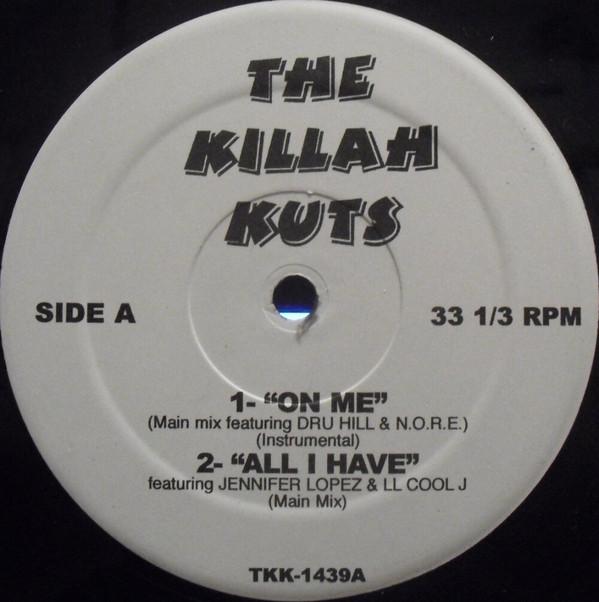 THE
KILLAH
KUTS
SIDE A
33 1/3 RPM
1- “ON ME”
(Main mix featuring DRU HILL & N.O.R.E.)
(Instrumental)
2- “ALL I HAVE”
featuring JENNIFER LOPEZ & LL COOL J
(Main Mix)
TKK-1439A